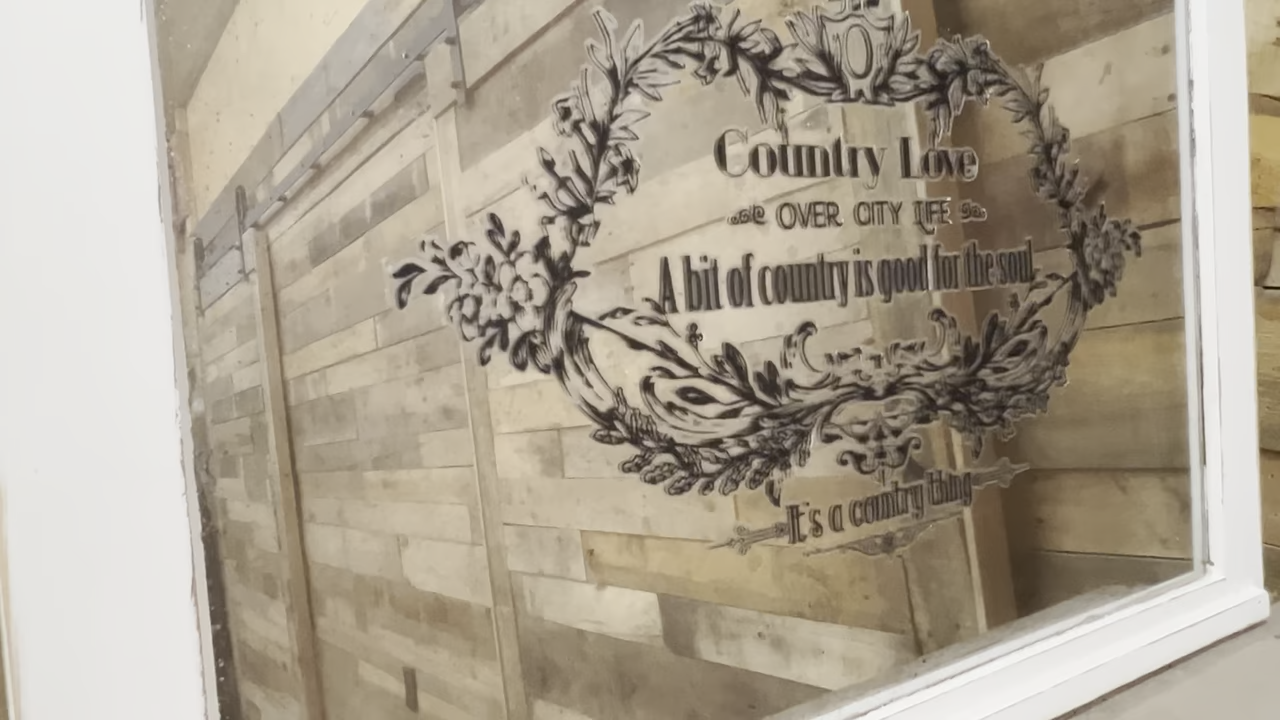 Country Love
OVER CITY LIFE
A bit of country is good for the soul
It's a country thing